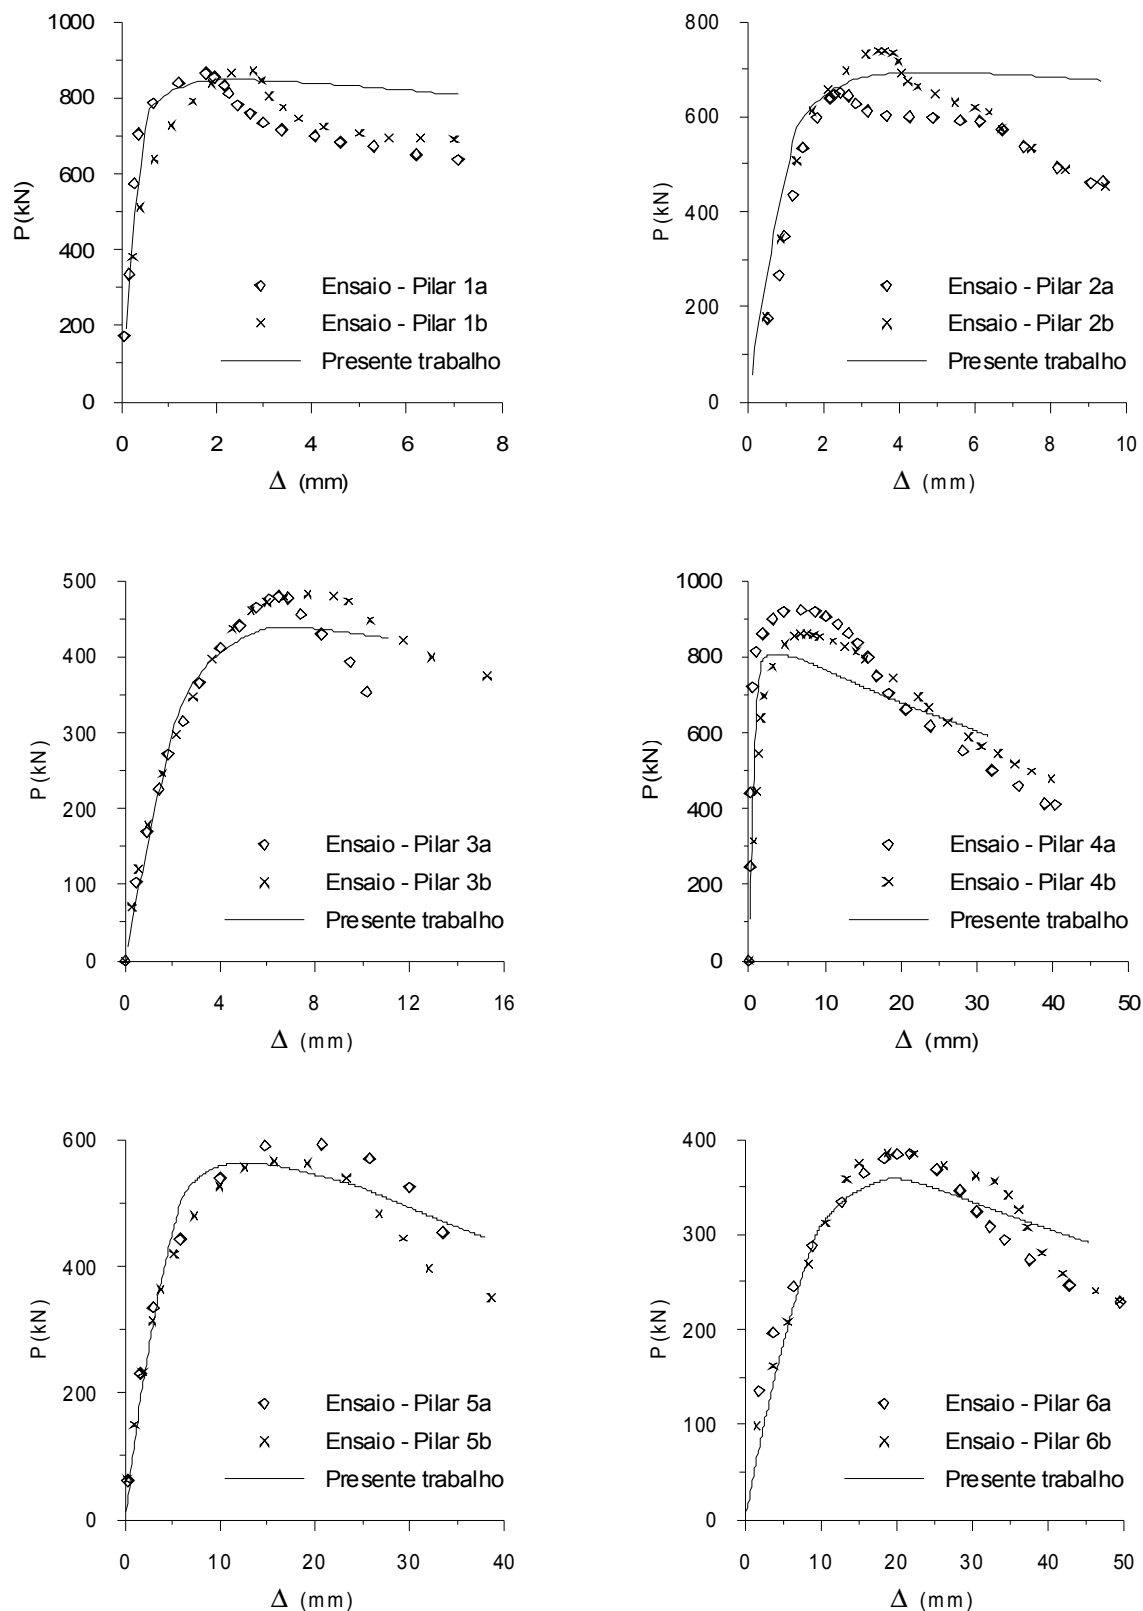 1000
800
600
400
200
0
P(kN)
Ensaio - Pilar 1a
Ensaio - Pilar 1b
Presente trabalho
0 2 4 6 8
Δ (mm)
800
600
400
200
0
P(kN)
Ensaio - Pilar 2a
Ensaio - Pilar 2b
Presente trabalho
0 2 4 6 8 10
Δ (mm)
500
400
300
200
100
0
P(kN)
Ensaio - Pilar 3a
Ensaio - Pilar 3b
Presente trabalho
0 4 8 12 16
Δ (mm)
1000
800
600
400
200
0
P(kN)
Ensaio - Pilar 4a
Ensaio - Pilar 4b
Presente trabalho
0 10 20 30 40 50
Δ (mm)
600
400
200
0
P(kN)
Ensaio - Pilar 5a
Ensaio - Pilar 5b
Presente trabalho
0 10 20 30 40
Δ (mm)
400
300
200
100
0
P(kN)
Ensaio - Pilar 6a
Ensaio - Pilar 6b
Presente trabalho
0 10 20 30 40 50
Δ (mm)